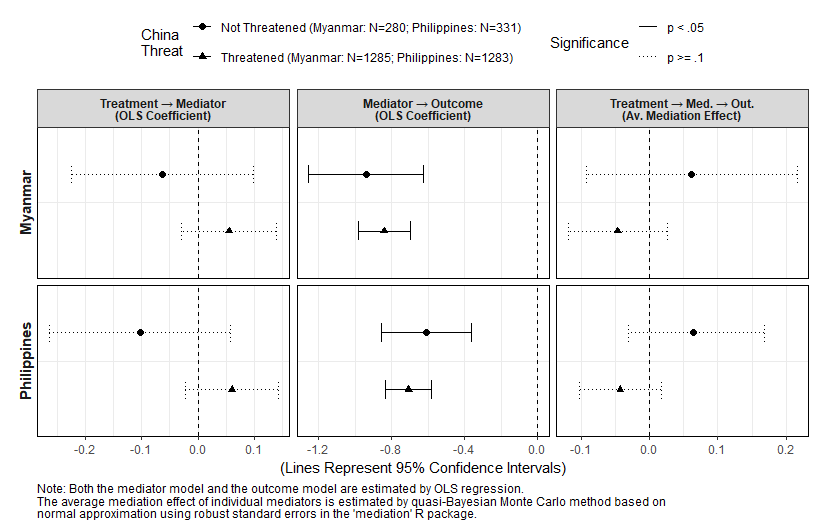 China
Threat
Not Threatened (Myanmar: N=280; Philippines: N=331)
Threatened (Myanmar: N=1285; Philippines: N=1283)
Significance
p < .05
p >= .1
Treatment → Mediator
(OLS Coefficient)
Mediator → Outcome
(OLS Coefficient)
Treatment → Med. → Out.
(Av. Mediation Effect)
Myanmar
Philippines
-0.2 -0.1 0.0 0.1
-1.2 -0.8 -0.4 0.0
-0.1 0.0 0.1 0.2
(Lines Represent 95% Confidence Intervals)
Note: Both the mediator model and the outcome model are estimated by OLS regression.
The average mediation effect of individual mediators is estimated by quasi-Bayesian Monte Carlo method based on
normal approximation using robust standard errors in the 'mediation' R package.